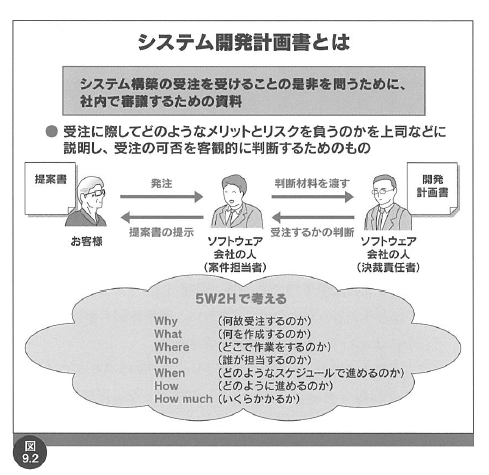 システム開発計画書とは
システム構築の受注を受けることの是非を問うために、
社内で審議するための資料
● 受注に際してどのようなメリットとリスクを負うのかを上司などに
説明し、受注の可否を客観的に判断するためのもの
提案書
発注
判断材料を渡す
開発
計画書
提案書の提示
受注するかの判断
お客様
ソフトウェア
会社の人
(案件担当者)
ソフトウェア
会社の人
(決裁責任者)
5W2Hで考える
Why (何故受注するのか)
What (何を作成するのか)
Where (どこで作業をするのか)
Who (誰が担当するのか)
When (どのようなスケジュールで進めるのか)
How (どのように進めるのか)
How much (いくらかかるか)
図
9.2